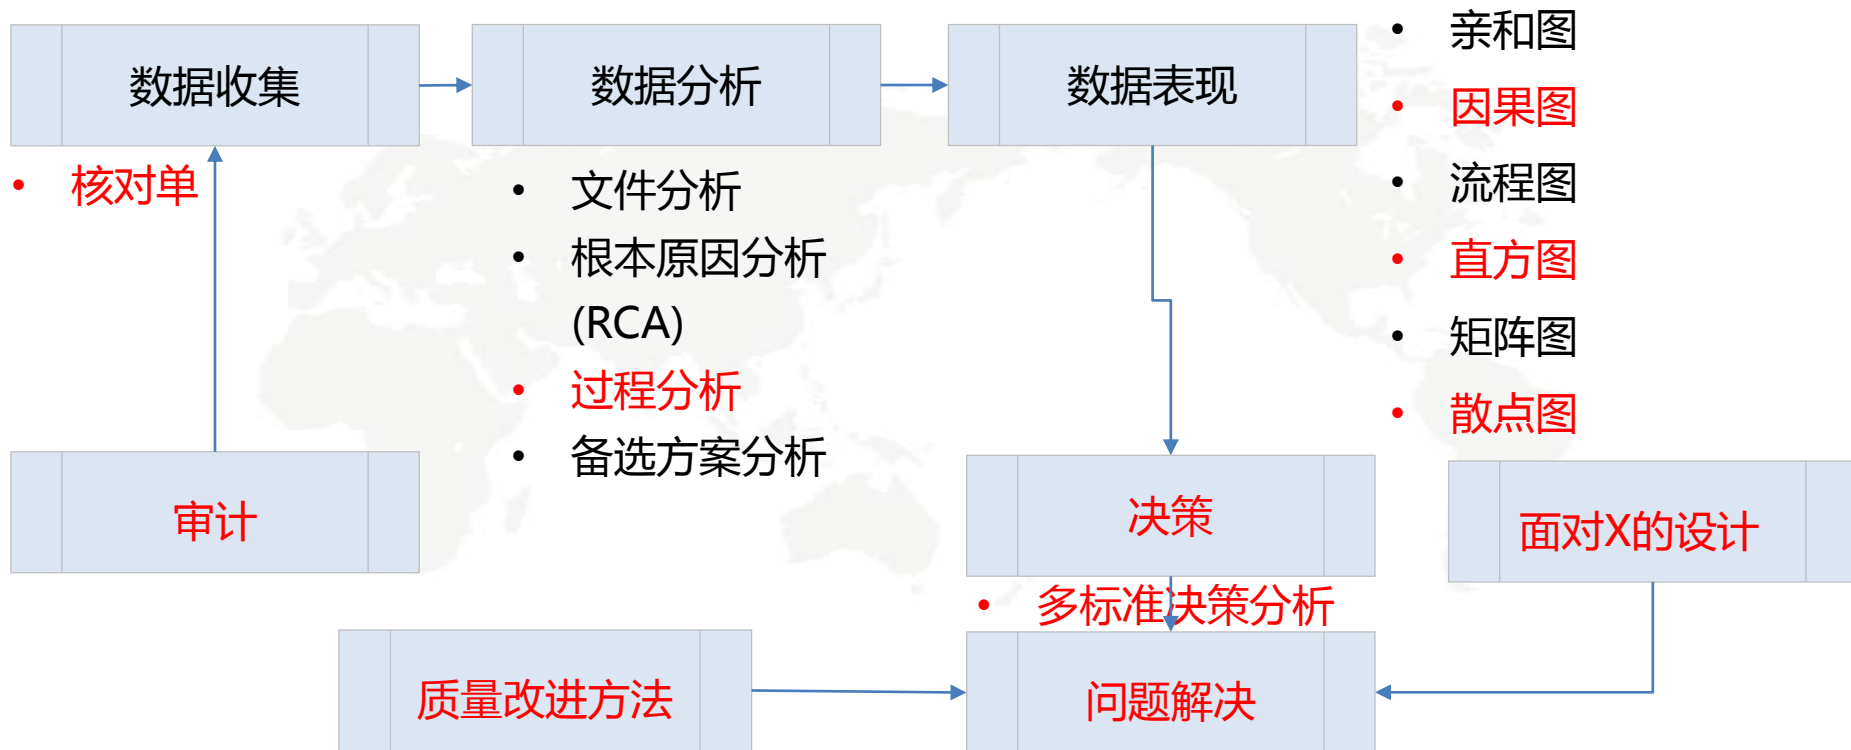 数据收集
• 核对单
审计
数据分析
• 文件分析
• 根本原因分析
(RCA)
• 过程分析
• 备选方案分析
数据表现
• 亲和图
• 因果图
• 流程图
• 直方图
• 矩阵图
• 散点图
决策
• 多标准决策分析
面对X的设计
质量改进方法
问题解决